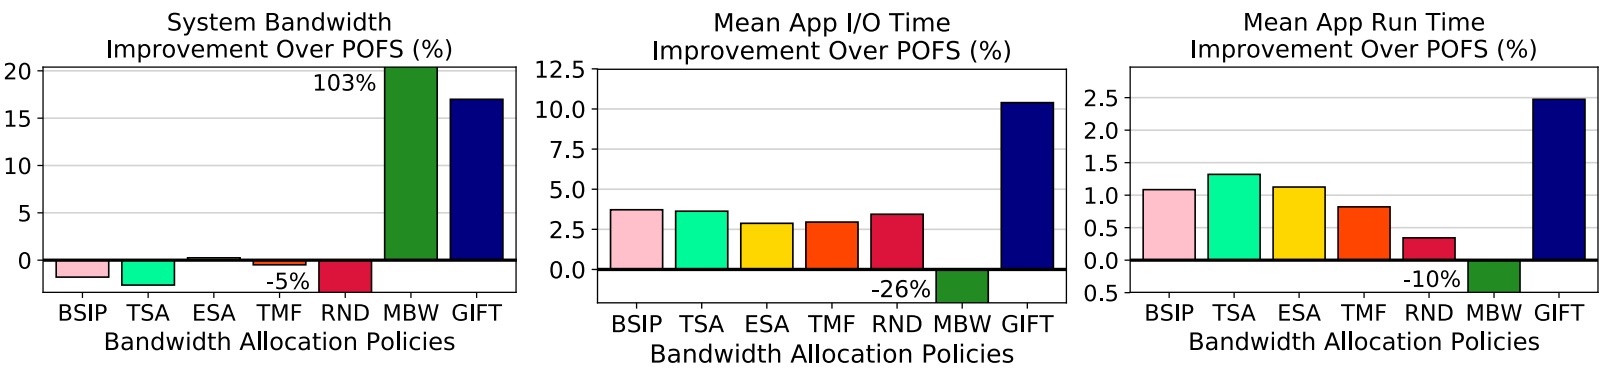 System Bandwidth
Improvement Over POFS (%)
20
15
10
5
0
103%
-5%
BSIP TSA ESA TMF RND MBW GIFT
Bandwidth Allocation Policies
Mean App I/O Time
Improvement Over POFS (%)
12.5
10.0
7.5
5.0
2.5
0.0
-26%
BSIP TSA ESA TMF RND MBW GIFT
Bandwidth Allocation Policies
Mean App Run Time
Improvement Over POFS (%)
2.5
2.0
1.5
1.0
0.5
0.0
0.5
-10%
BSIP TSA ESA TMF RND MBW GIFT
Bandwidth Allocation Policies